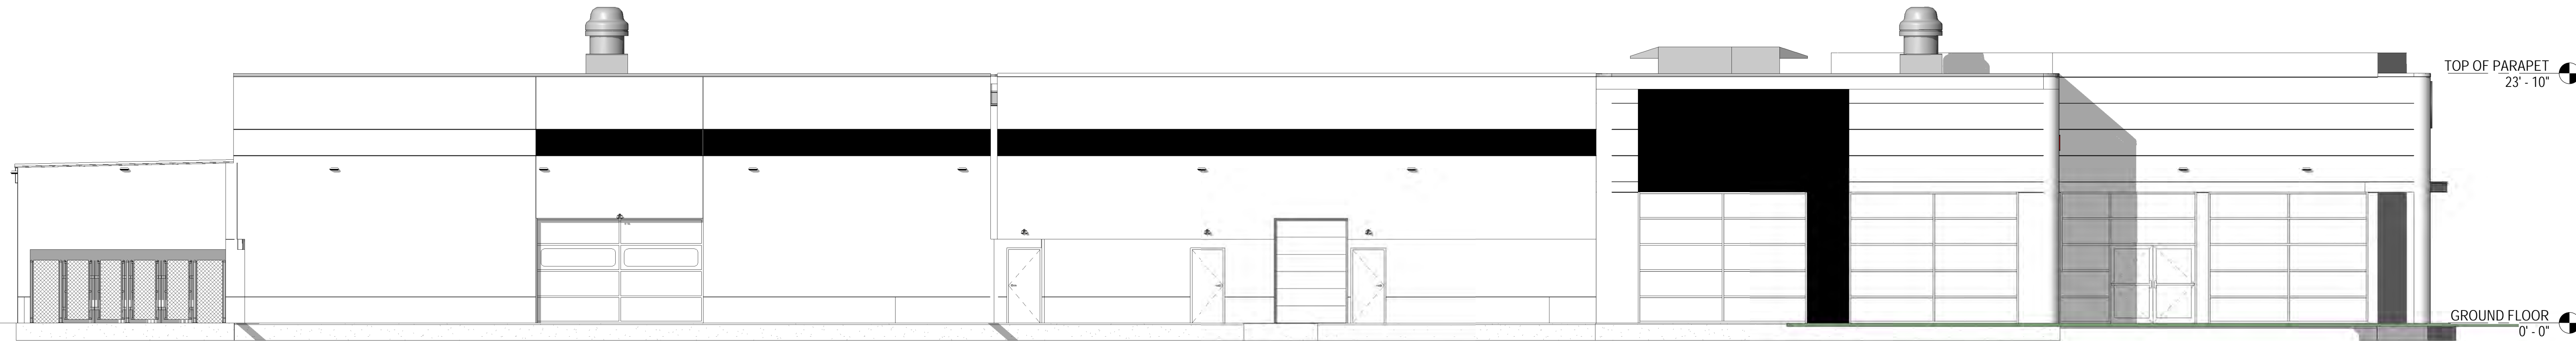 TOP OF PARAPET
23' - 10"
GROUND FLOOR
0' - 0"